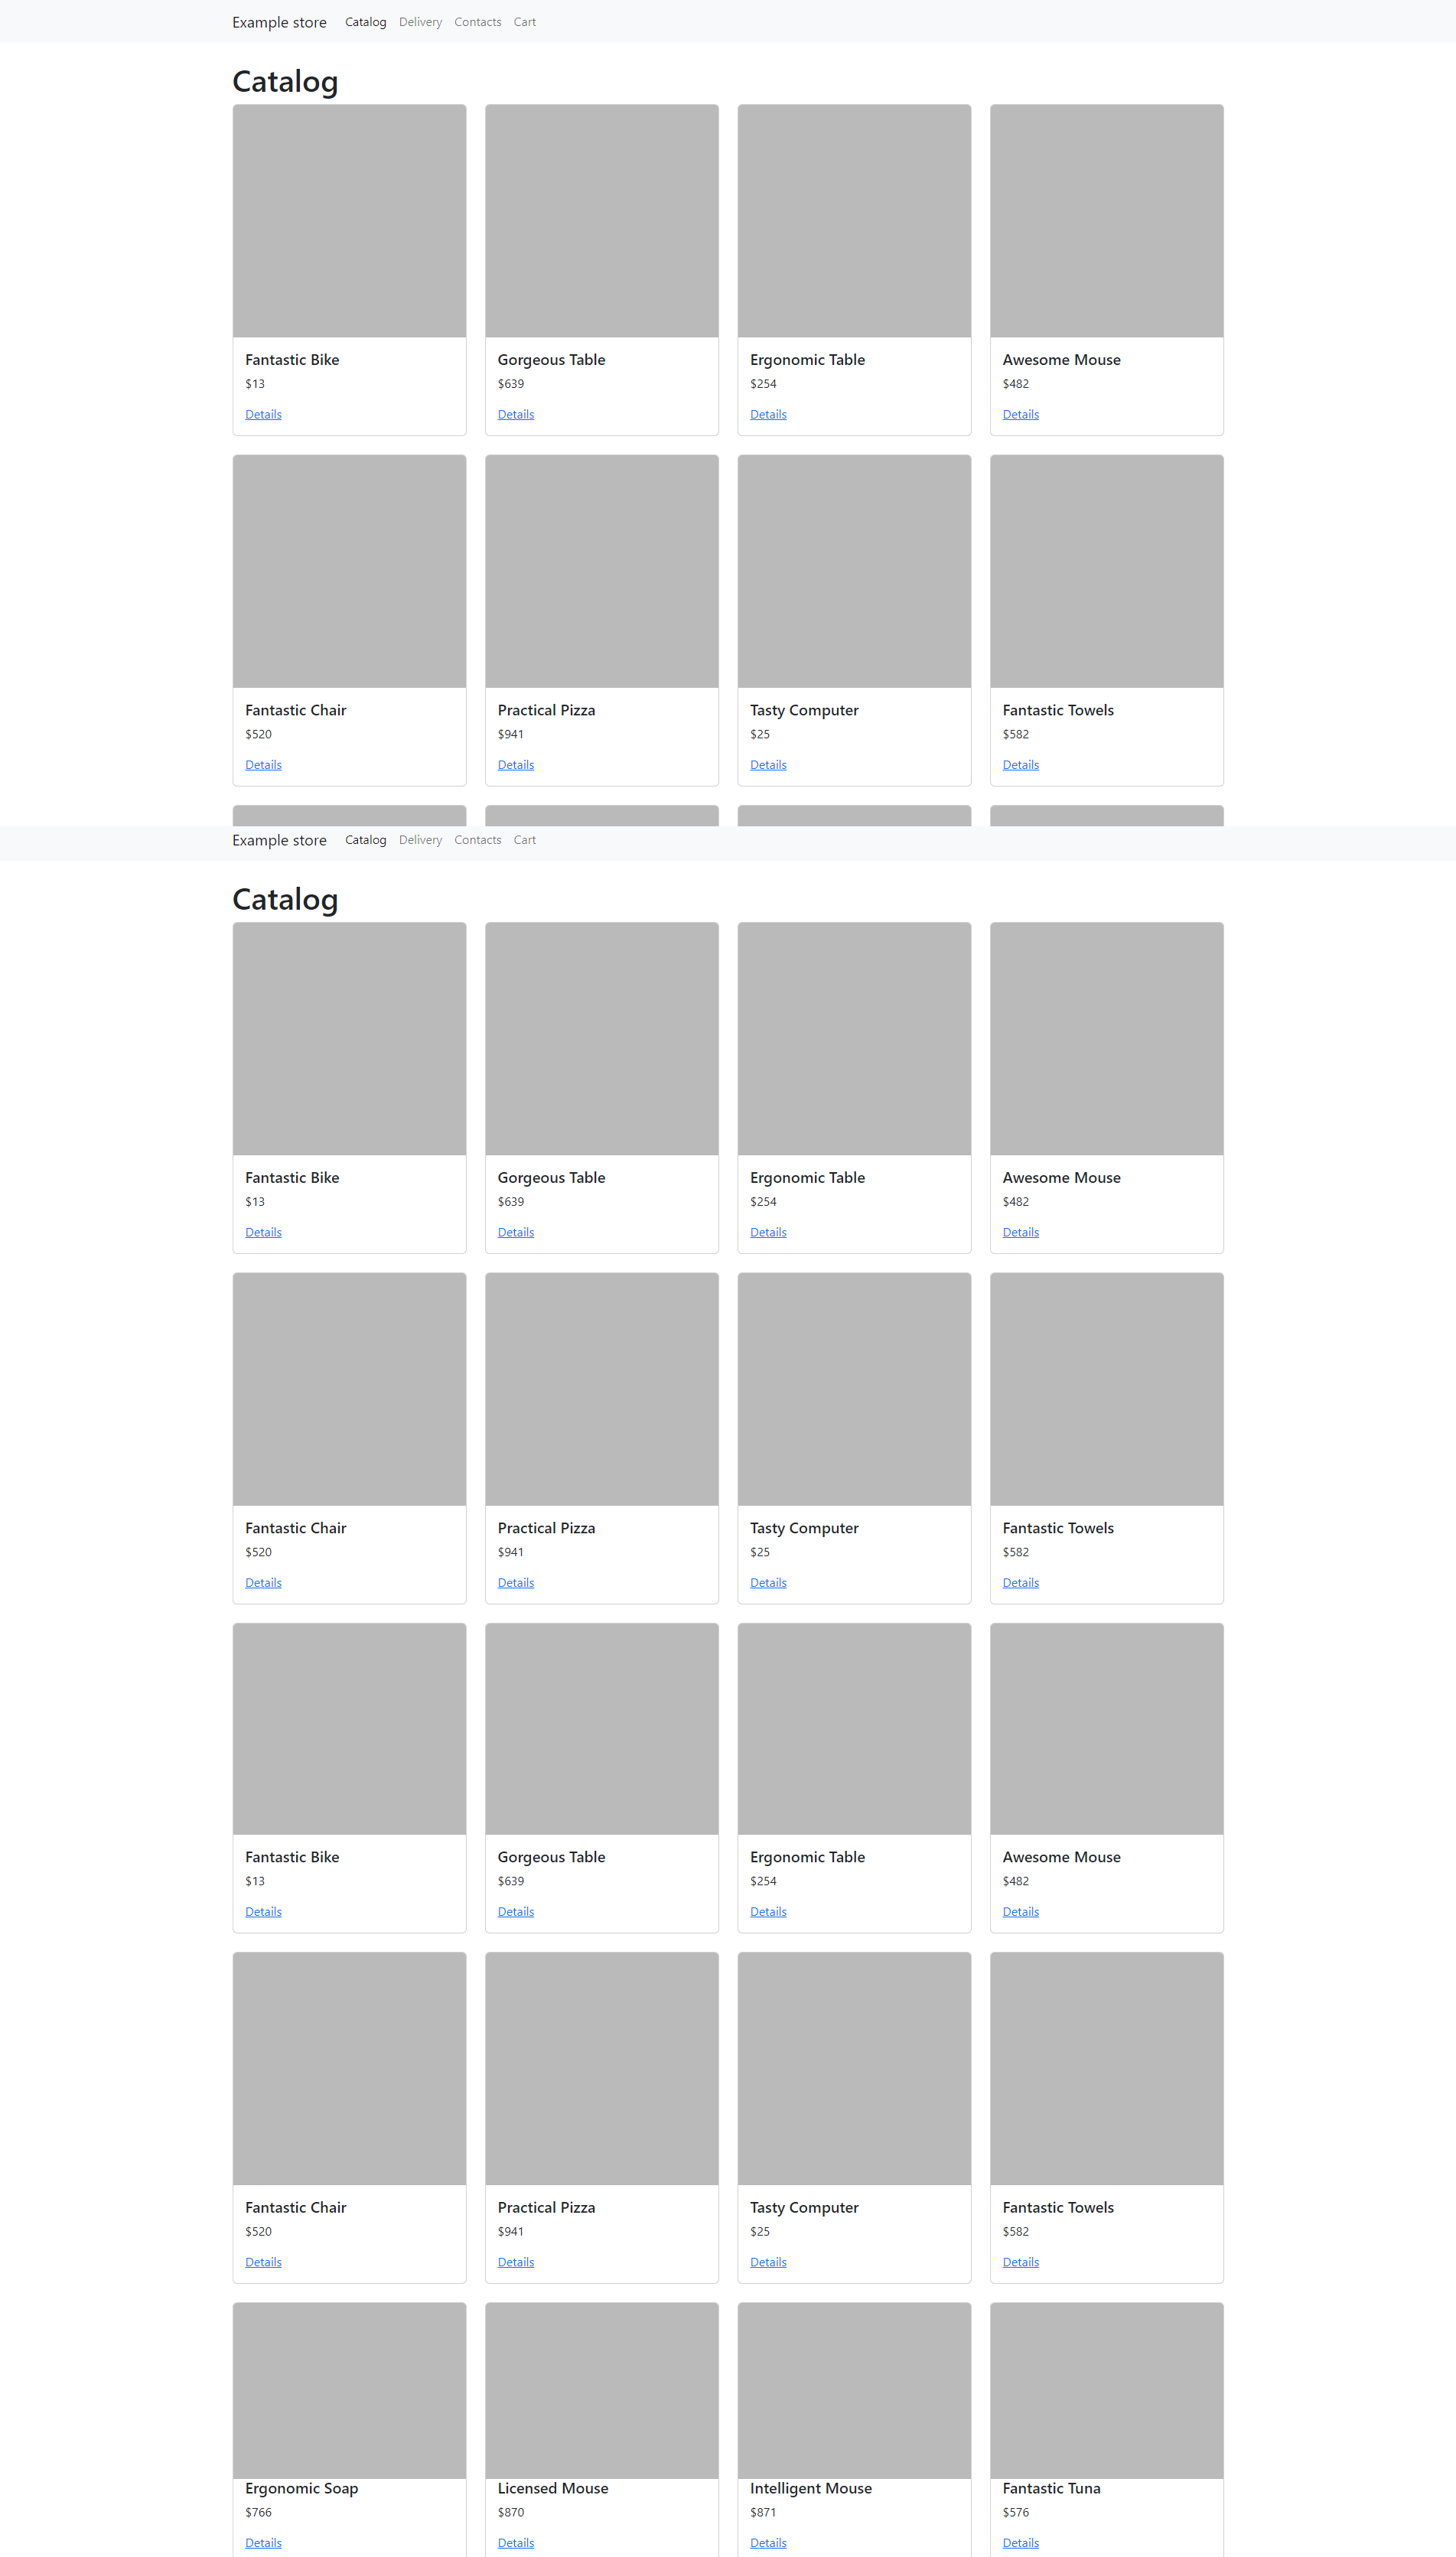 Example store Catalog Delivery Contacts Cart
Catalog
Fantastic Bike Gorgeous Table Ergonomic Table Awesome Mouse
$13 $639 $254 $482
Details Details Details Details
Fantastic Chair Practical Pizza Tasty Computer Fantastic Towels
$520 $941 $25 $582
Details Details Details Details
Example store Catalog Delivery Contacts Cart
Catalog
Fantastic Bike Gorgeous Table Ergonomic Table Awesome Mouse
$13 $639 $254 $482
Details Details Details Details
Fantastic Chair Practical Pizza Tasty Computer Fantastic Towels
$520 $941 $25 $582
Details Details Details Details
Fantastic Bike Gorgeous Table Ergonomic Table Awesome Mouse
$13 $639 $254 $482
Details Details Details Details
Fantastic Chair Practical Pizza Tasty Computer Fantastic Towels
$520 $941 $25 $582
Details Details Details Details
Ergonomic Soap Licensed Mouse Intelligent Mouse Fantastic Tuna
$766 $870 $871 $576
Details Details Details Details